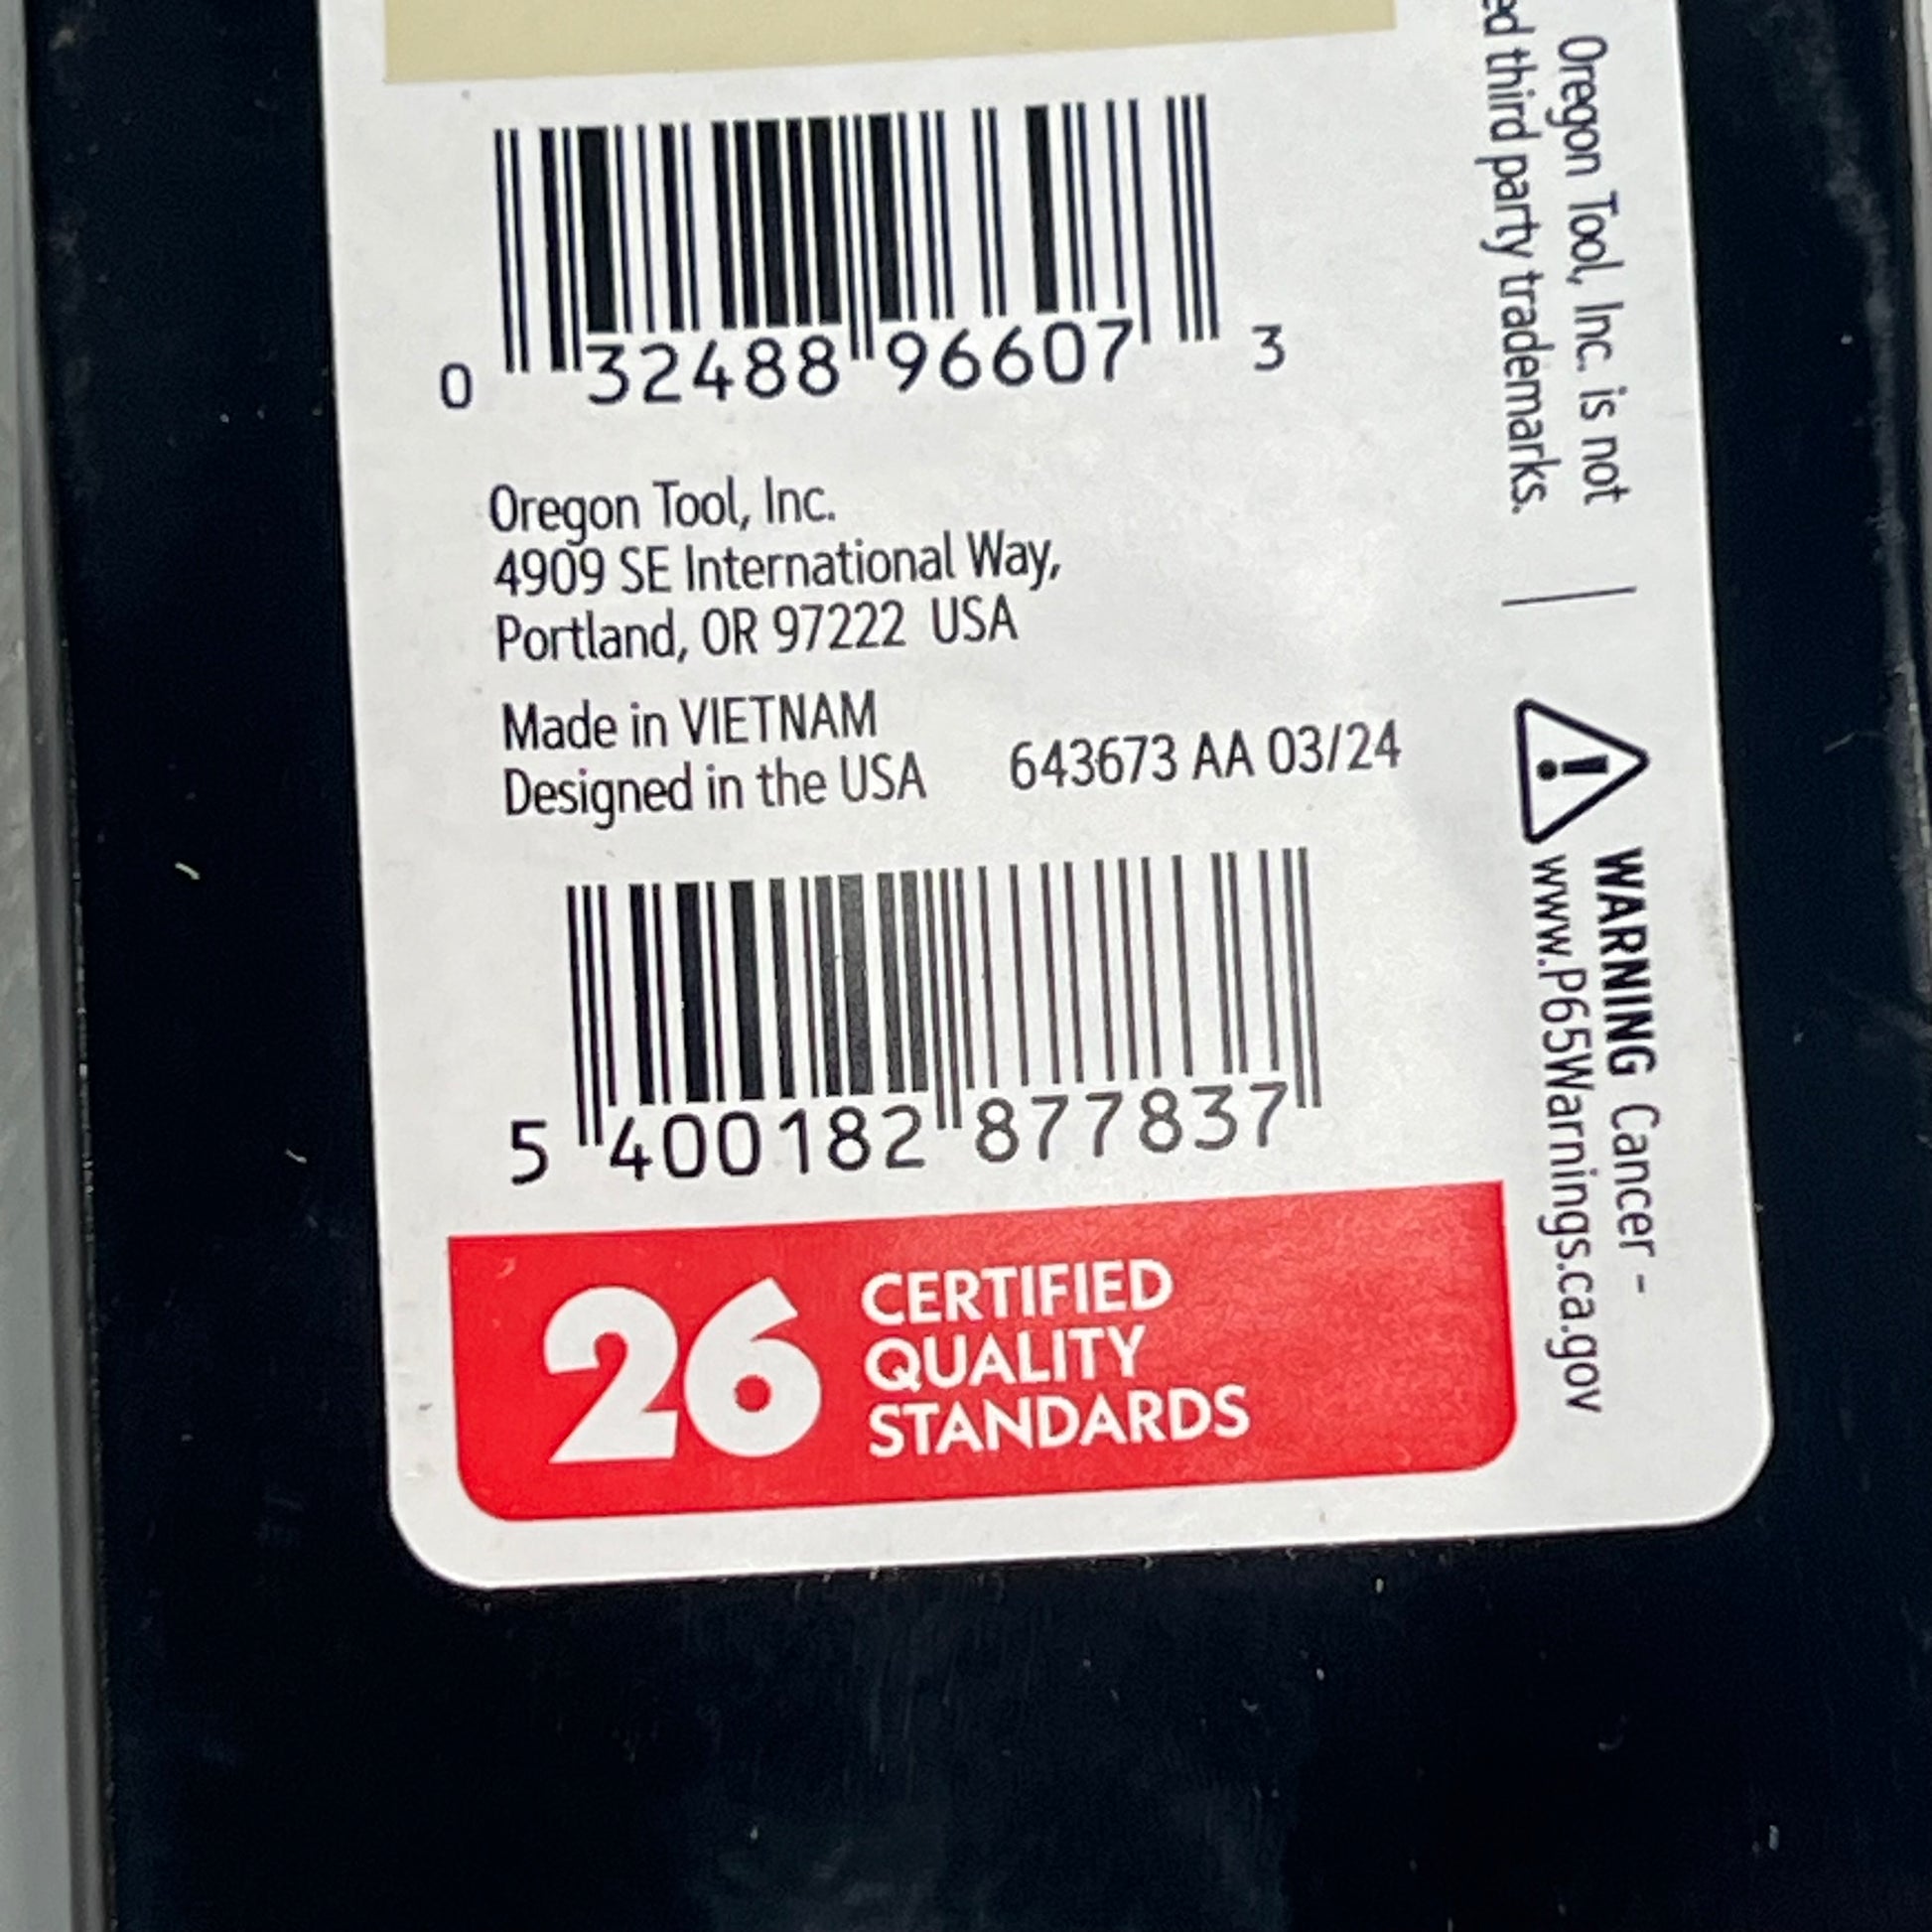 0 32488 96607 3
Oregon Tool, Inc.
4909 SE International Way,
Portland, OR 97222 USA
Made in VIETNAM
Designed in the USA
643673 AA 03/24
5 400182 877837
26
CERTIFIED
QUALITY
STANDARDS
Oregon Tool, Inc. is not
third party trademarks.
WARNING Cancer -
www.P65Warnings.ca.gov